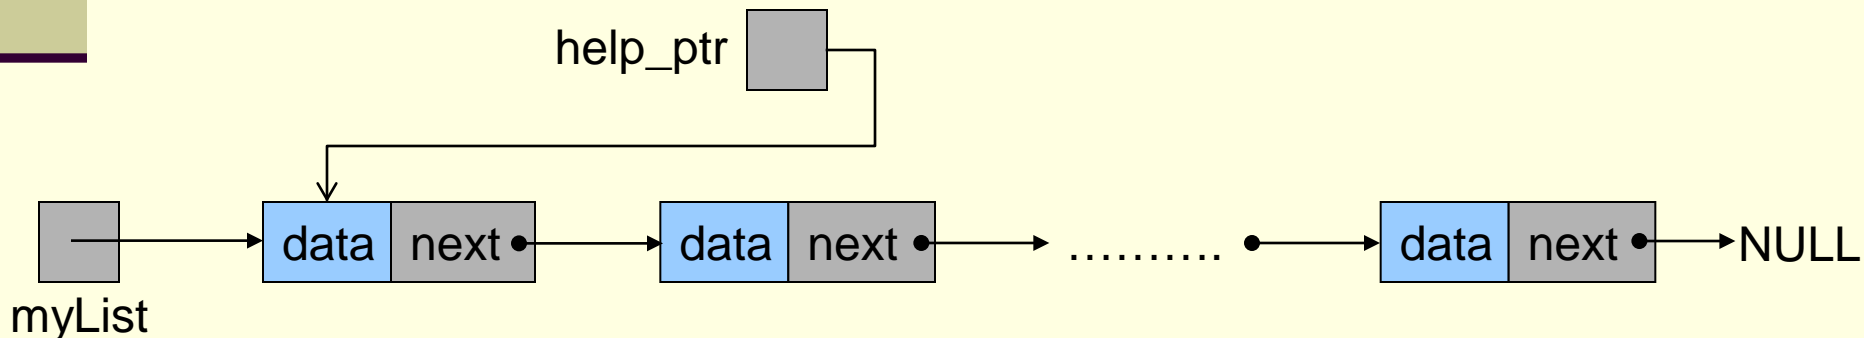 help_ptr
data next data next .......... data next NULL
myList